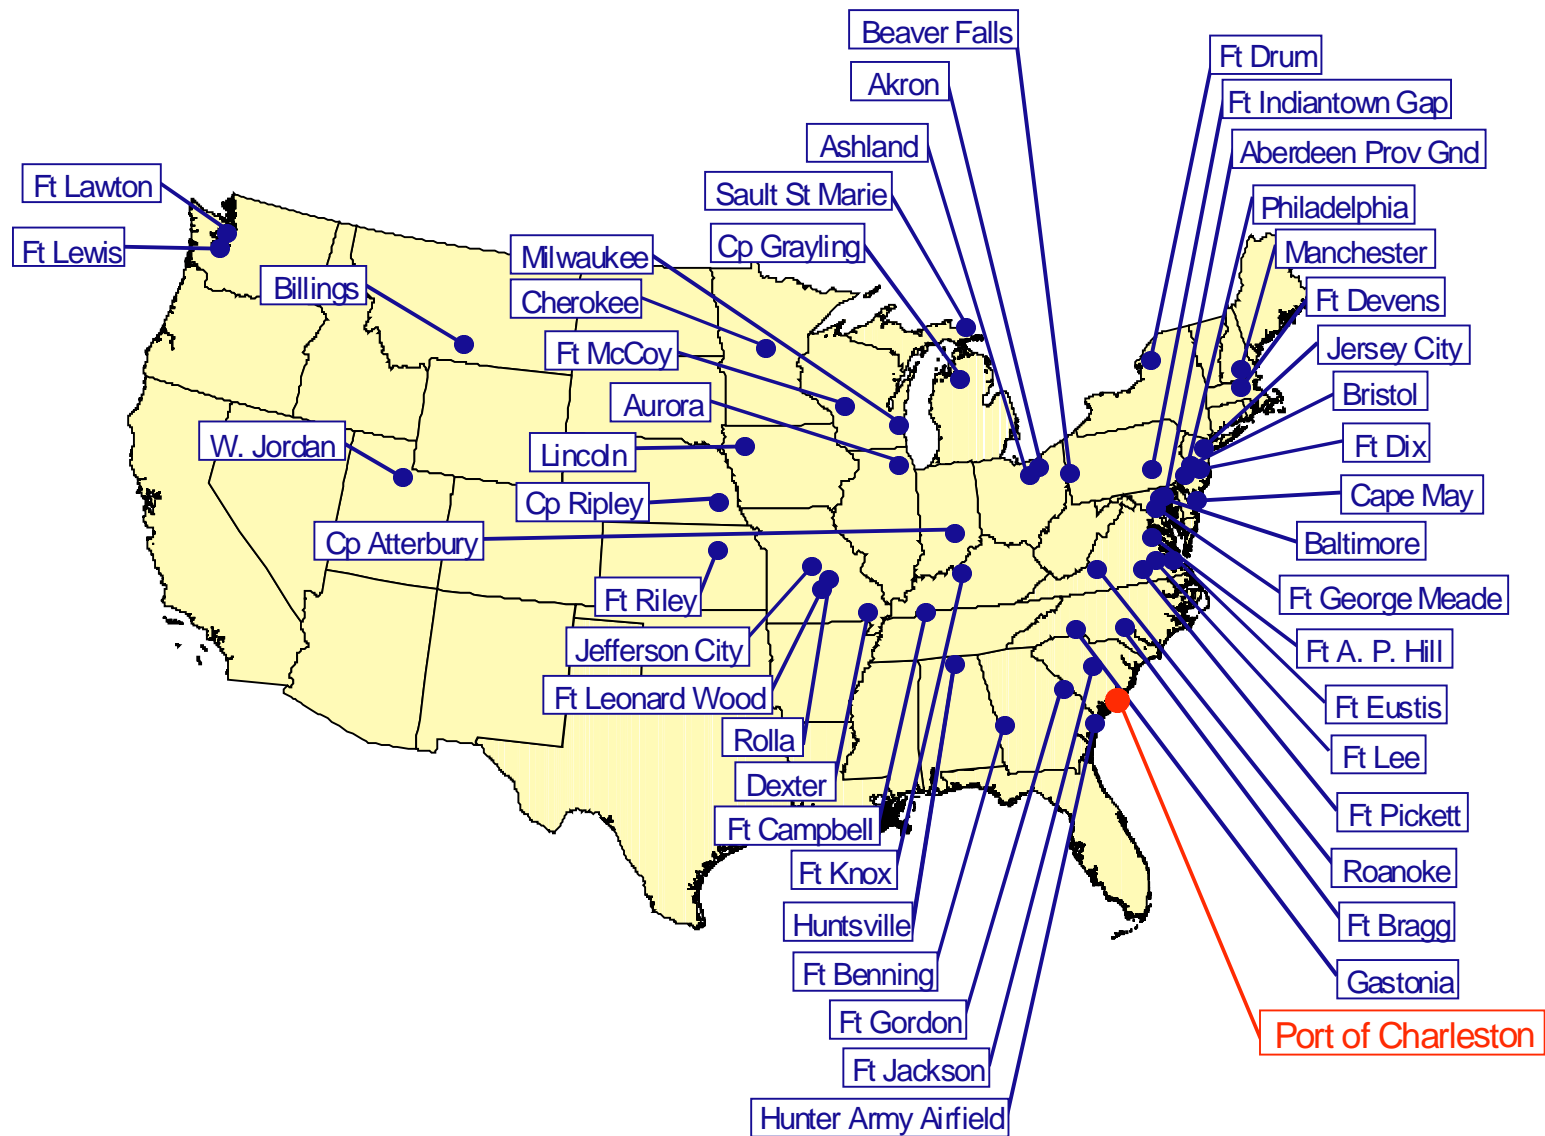 Beaver Falls
Ft Drum
Akron
Ft Indiantown Gap
Ashland
Aberdeen Prov Gnd
Ft Lawton
Sault St Marie
Philadelphia
Ft Lewis
Cp Grayling
Manchester
Milwaukee
Billings
Cherokee
Ft Devens
Ft McCoy
Jersey City
Aurora
Bristol
W. Jordan
Lincoln
Ft Dix
Cp Ripley
Cape May
Cp Atterbury
Baltimore
Ft Riley
Ft George Meade
Jefferson City
Ft A. P. Hill
Ft Leonard Wood
Ft Eustis
Rolla
Ft Lee
Dexter
Ft Campbell
Ft Pickett
Ft Knox
Roanoke
Huntsville
Ft Bragg
Ft Benning
Gastonia
Ft Gordon
Port of Charleston
Ft Jackson
Hunter Army Airfield